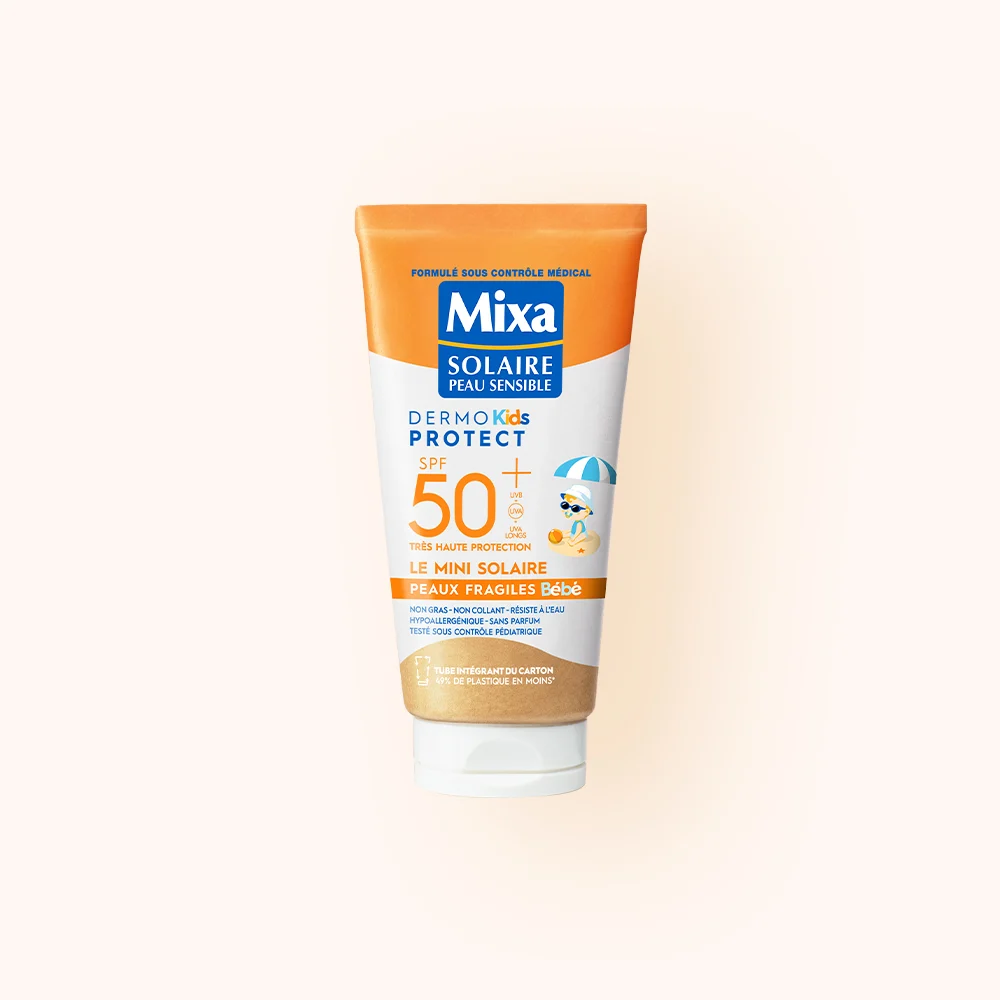 FORMULÉ SOUS CONTRÔLE MÉDICAL
Mixa
SOLAIRE
PEAU SENSIBLE
DERMO Kids
PROTECT
SPF
50+
UVB
+
UVA
+
UVA
LONGS
TRÈS HAUTE PROTECTION
LE MINI SOLAIRE
PEAUX FRAGILES Bébé
NON GRAS - NON COLLANT - RÉSISTE À L'EAU
HYPOALLERGÉNIQUE - SANS PARFUM
TESTÉ SOUS CONTRÔLE PÉDIATRIQUE
TUBE INTÉGRANT DU CARTON
49% DE PLASTIQUE EN MOINS*